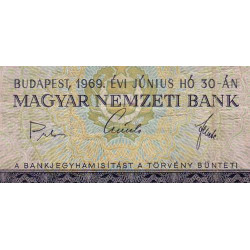 BUDAPEST, 1969. ÉVI JÚNIUS HÓ 30-ÁN
MAGYAR NEMZETI BANK
A BANKJEGYHAMISÍTÁST A TÖRVÉNY BÜNTETI